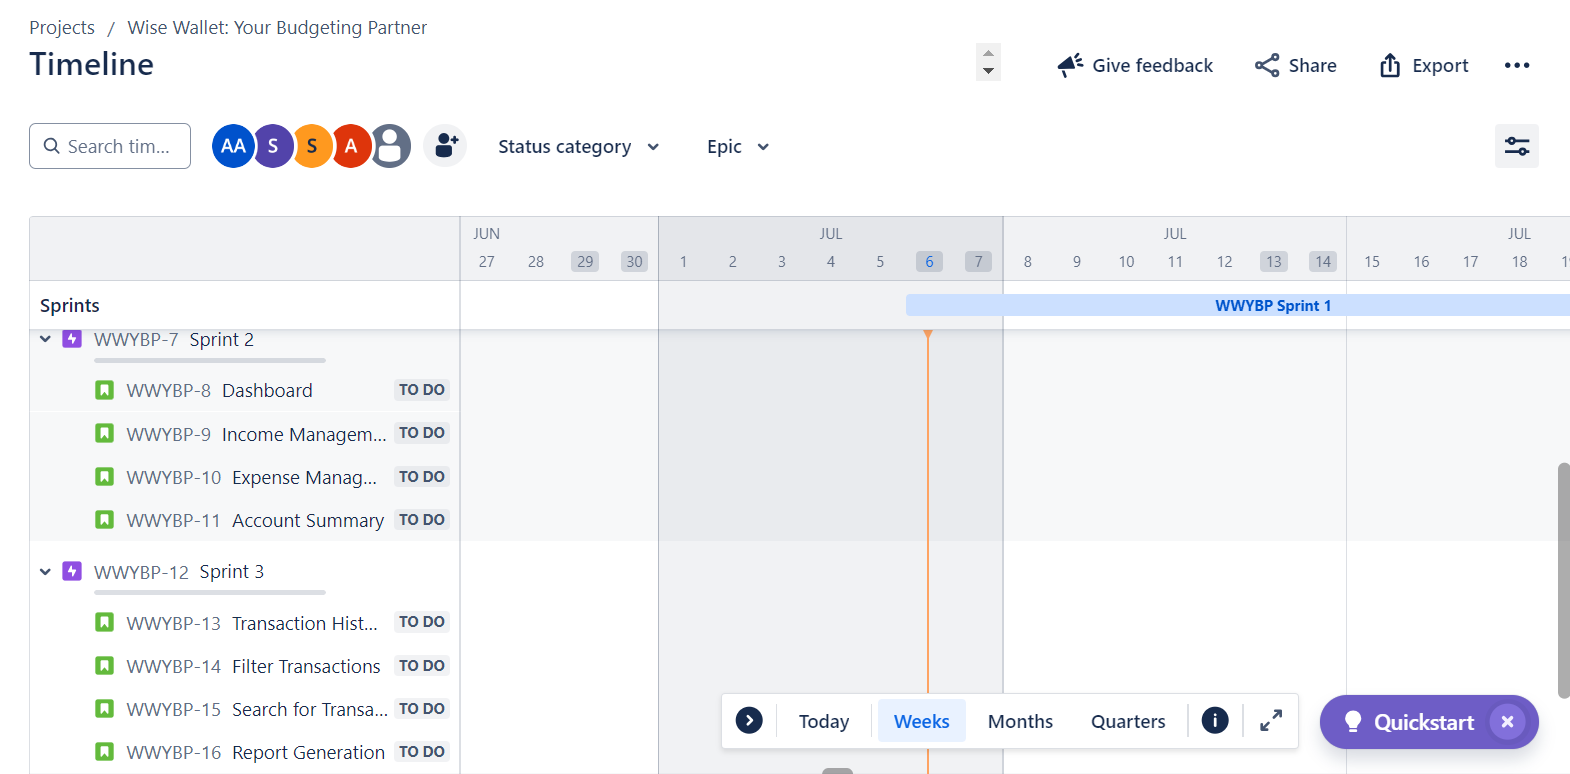 Projects / Wise Wallet: Your Budgeting Partner
Timeline
Give feedback Share Export
Search tim... AA S S A Status category Epic
JUN JUL JUL JUL
27 28 29 30 1 2 3 4 5 6 7 8 9 10 11 12 13 14 15 16 17 18
Sprints WWYBP Sprint 1
WWYBP-7 Sprint 2
WWYBP-8 Dashboard TO DO
WWYBP-9 Income Managem... TO DO
WWYBP-10 Expense Manag... TO DO
WWYBP-11 Account Summary TO DO
WWYBP-12 Sprint 3
WWYBP-13 Transaction Hist... TO DO
WWYBP-14 Filter Transactions TO DO
WWYBP-15 Search for Transa... TO DO
WWYBP-16 Report Generation TO DO
Today Weeks Months Quarters Quickstart